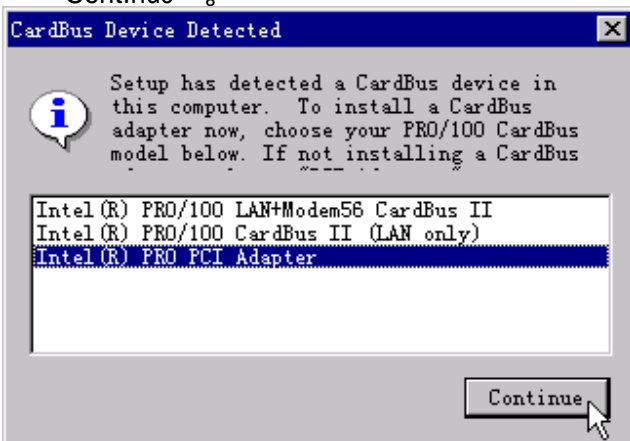 Continue 。
CardBus Device Detected
Setup has detected a CardBus device in
this computer. To install a CardBus
adapter now, choose your PRO/100 CardBus
model below. If not installing a CardBus
Intel(R) PRO/100 LAN+Modem56 CardBus II
Intel(R) PRO/100 CardBus II (LAN only)
Intel(R) PRO PCI Adapter
Continue